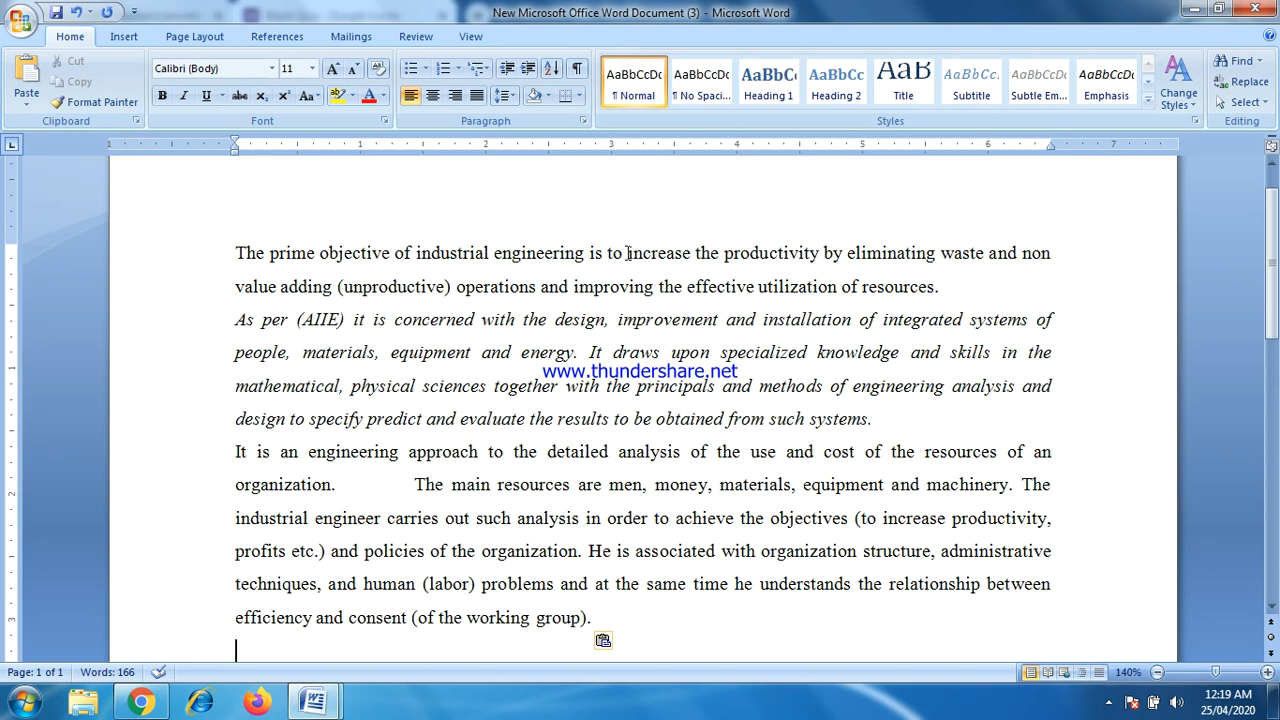 New Microsoft Office Word Document (3) - Microsoft Word
Home Insert Page Layout References Mailings Review View
Paste
Cut
Copy
Format Painter
Clipboard
Calibri (Body) 11
Font
Paragraph
AaBbCcDc AaBbCcDc AaBbCc AaBbCc AaB AaBbCc. AaBbCcDc AaBbCcDc
¶ Normal ¶ No Spaci... Heading 1 Heading 2 Title Subtitle Subtle Em... Emphasis
Change Styles
Styles
Find
Replace
Select
Editing
1 1 2 3 4 5 6 7
The prime objective of industrial engineering is to increase the productivity by eliminating waste and non
value adding (unproductive) operations and improving the effective utilization of resources.
As per (AIIE) it is concerned with the design, improvement and installation of integrated systems of
people, materials, equipment and energy. It draws upon specialized knowledge and skills in the
www.thundershare.net
mathematical, physical sciences together with the principals and methods of engineering analysis and
design to specify predict and evaluate the results to be obtained from such systems.
It is an engineering approach to the detailed analysis of the use and cost of the resources of an
organization. The main resources are men, money, materials, equipment and machinery. The
industrial engineer carries out such analysis in order to achieve the objectives (to increase productivity,
profits etc.) and policies of the organization. He is associated with organization structure, administrative
techniques, and human (labor) problems and at the same time he understands the relationship between
efficiency and consent (of the working group).
Page: 1 of 1 Words: 166 140%
12:19 AM
25/04/2020